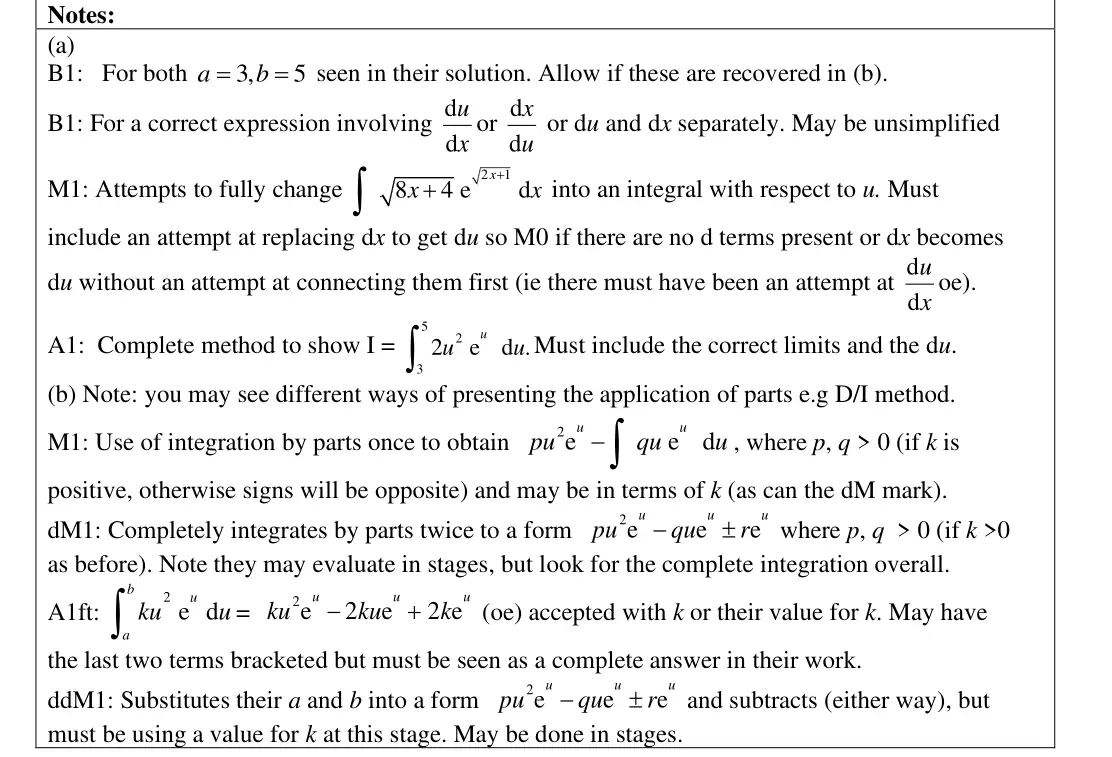 Notes:
(a)
B1: For both a = 3, b = 5 seen in their solution. Allow if these are recovered in (b).
B1: For a correct expression involving du/dx or dx/du or du and dx separately. May be unsimplified
M1: Attempts to fully change ∫ √(8x + 4) e^(√(2x+1)) dx into an integral with respect to u. Must
include an attempt at replacing dx to get du so M0 if there are no d terms present or dx becomes
du without an attempt at connecting them first (ie there must have been an attempt at du/dx oe).
A1: Complete method to show I = ∫_3^5 2u² e^u du. Must include the correct limits and the du.
(b) Note: you may see different ways of presenting the application of parts e.g D/I method.
M1: Use of integration by parts once to obtain pu²e^u − ∫ qu e^u du , where p, q > 0 (if k is
positive, otherwise signs will be opposite) and may be in terms of k (as can the dM mark).
dM1: Completely integrates by parts twice to a form pu²e^u − que^u ± re^u where p, q > 0 (if k >0
as before). Note they may evaluate in stages, but look for the complete integration overall.
A1ft: ∫_a^b ku² e^u du = ku²e^u − 2kue^u + 2ke^u (oe) accepted with k or their value for k. May have
the last two terms bracketed but must be seen as a complete answer in their work.
ddM1: Substitutes their a and b into a form pu²e^u − que^u ± re^u and subtracts (either way), but
must be using a value for k at this stage. May be done in stages.